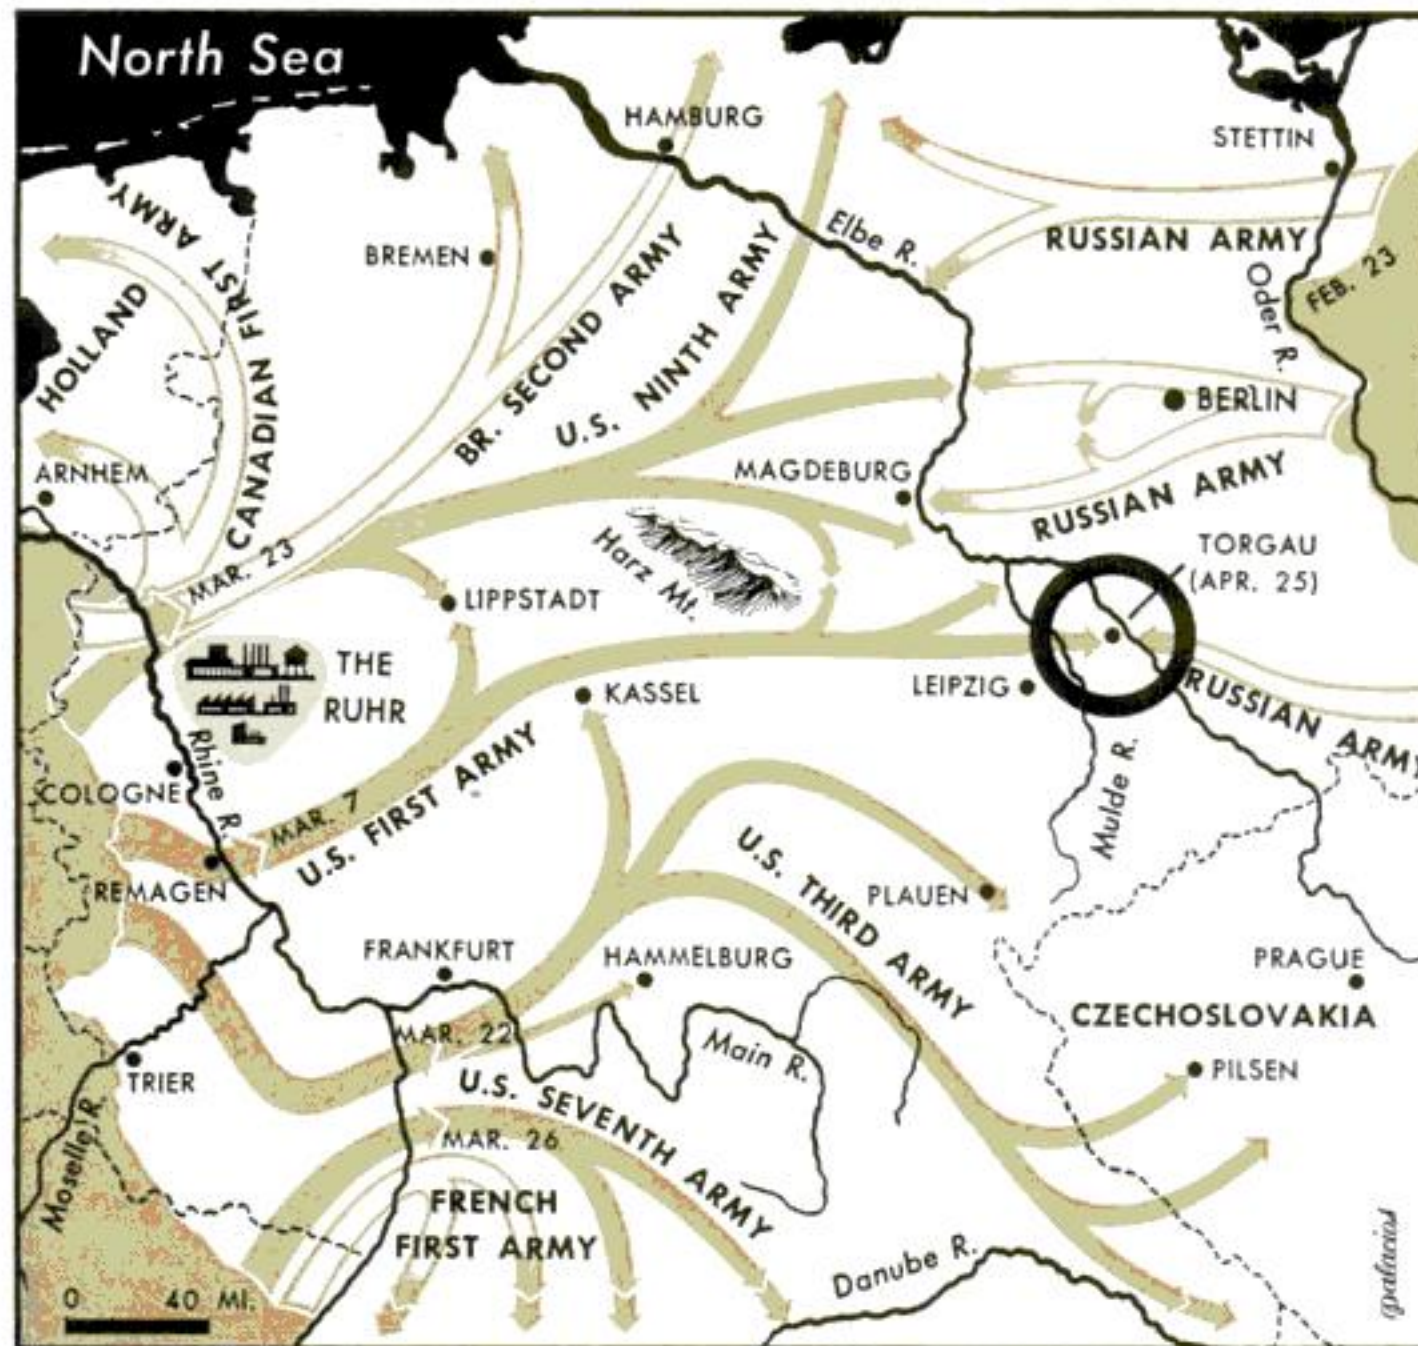 North Sea
HAMBURG
STETTIN
CANADIAN FIRST ARMY
BREMEN
Elbe R.
RUSSIAN ARMY
Oder R.
FEB. 23
HOLLAND
BR. SECOND ARMY
U.S. NINTH ARMY
BERLIN
ARNHEM
MAGDEBURG
RUSSIAN ARMY
MAR. 23
Harz Mt.
TORGAU
(APR. 25)
LIPPSTADT
THE
RUHR
KASSEL
LEIPZIG
RUSSIAN ARMY
Rhine R.
COLOGNE
MAR. 7
U.S. FIRST ARMY
Mulde R.
REMAGEN
U.S. THIRD ARMY
PLAUEN
FRANKFURT
HAMMELBURG
PRAGUE
CZECHOSLOVAKIA
MAR. 22
Main R.
PILSEN
TRIER
Moselle R.
U.S. SEVENTH ARMY
MAR. 26
FRENCH
FIRST ARMY
Danube R.
0 40 MI.
palacios